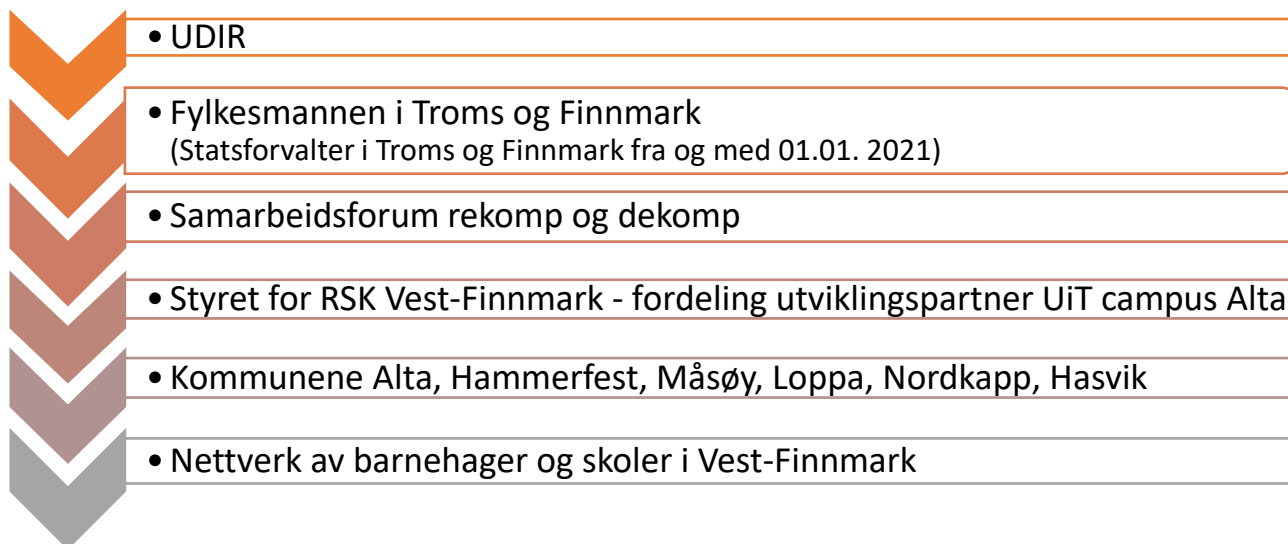 • UDIR
• Fylkesmannen i Troms og Finnmark
(Statsforvalter i Troms og Finnmark fra og med 01.01. 2021)
• Samarbeidsforum rekomp og dekomp
• Styret for RSK Vest-Finnmark - fordeling utviklingspartner UiT campus Alta
• Kommunene Alta, Hammerfest, Måsøy, Loppa, Nordkapp, Hasvik
• Nettverk av barnehager og skoler i Vest-Finnmark